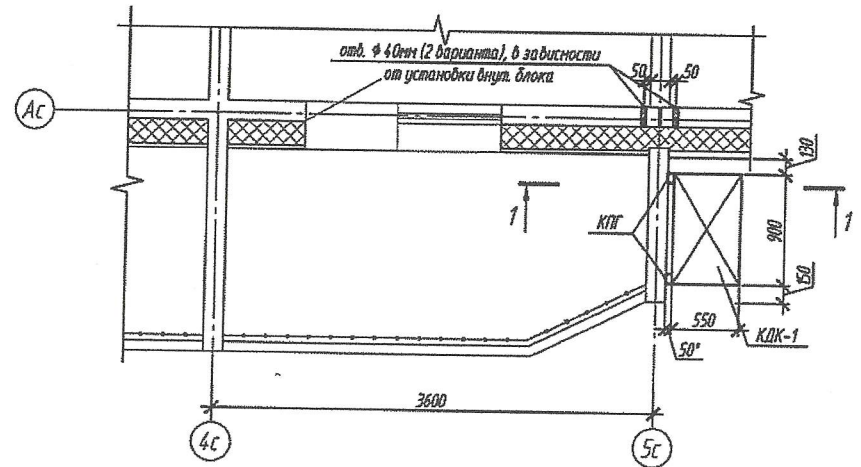 отв. ф 40мм (2 варианта), в зависимости
от установки внут. блока
50
50
Ас
130
1
1
КПГ
900
150
550
КДК-1
50*
3600
4с
5с